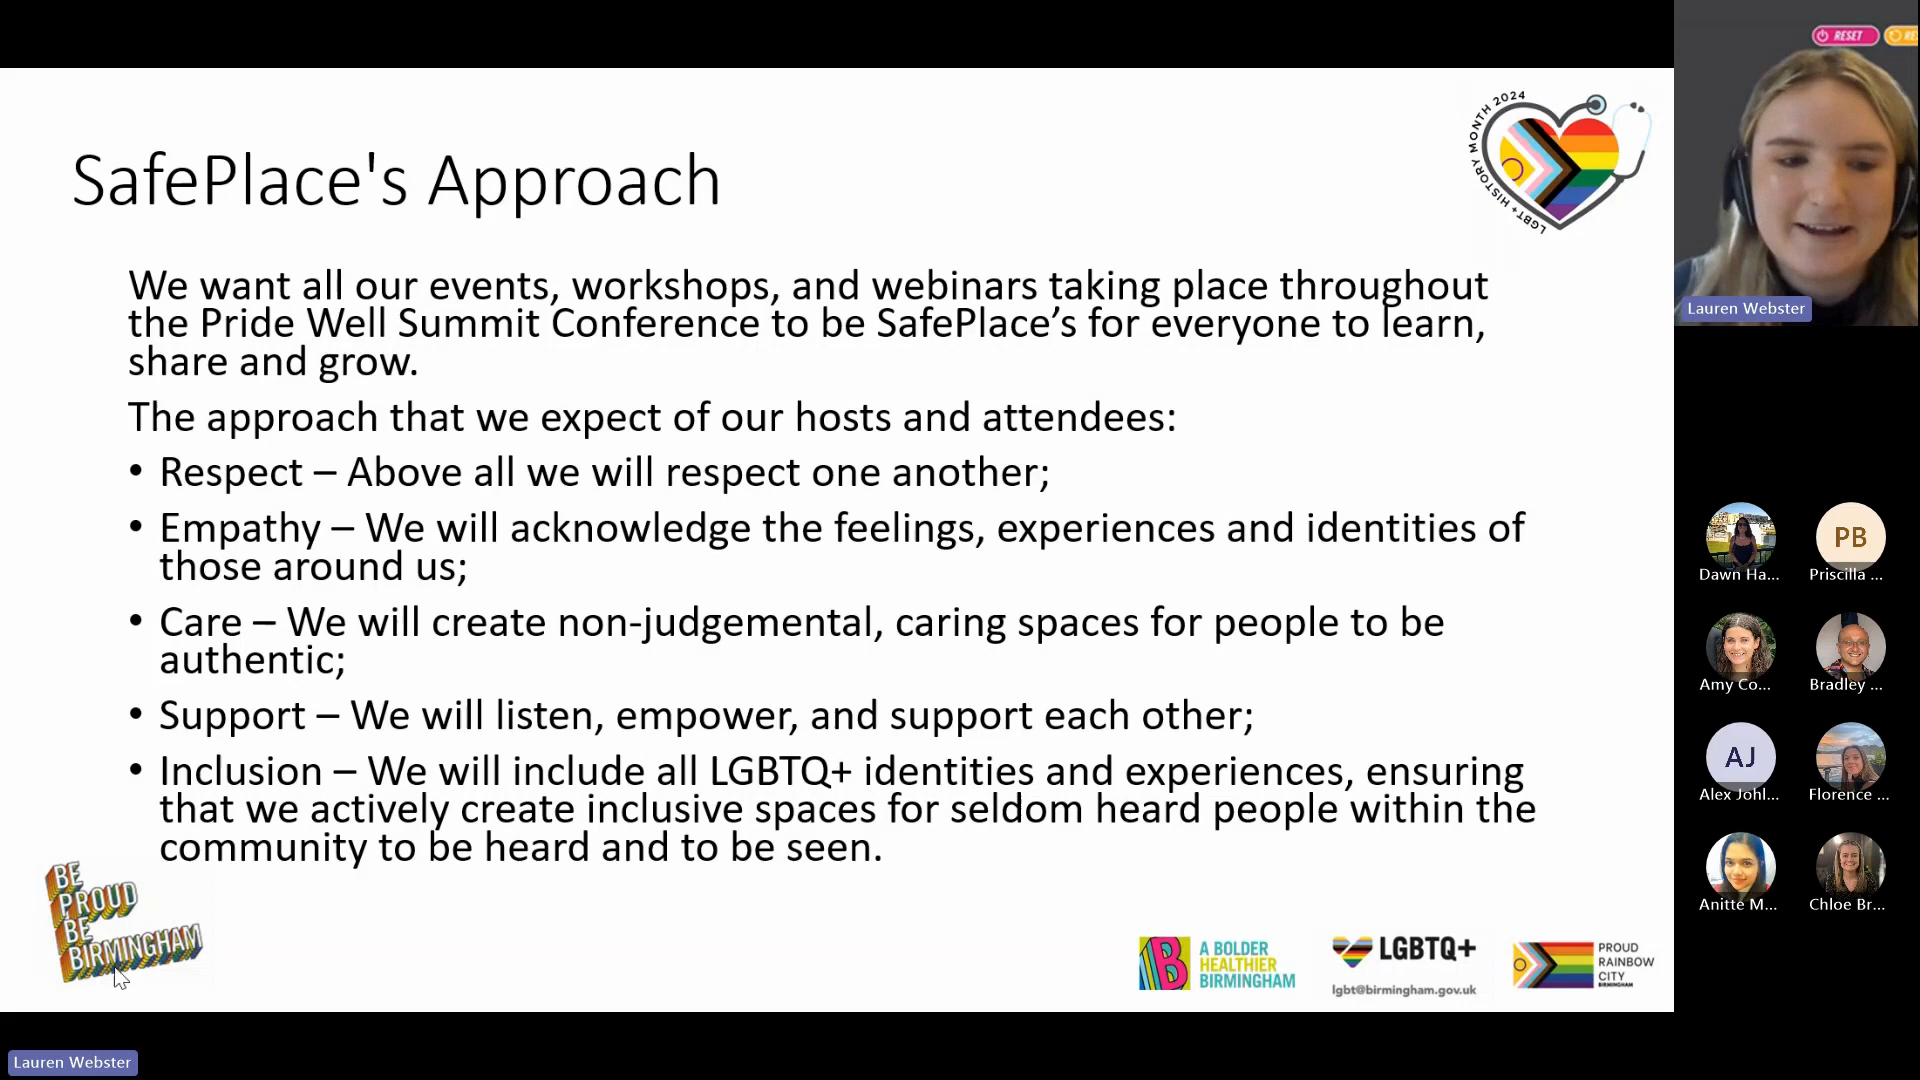 RESET
LGBT+ HISTORY MONTH 2024
SafePlace's Approach
We want all our events, workshops, and webinars taking place throughout
the Pride Well Summit Conference to be SafePlace’s for everyone to learn,
share and grow.
The approach that we expect of our hosts and attendees:
• Respect – Above all we will respect one another;
• Empathy – We will acknowledge the feelings, experiences and identities of
those around us;
• Care – We will create non-judgemental, caring spaces for people to be
authentic;
• Support – We will listen, empower, and support each other;
• Inclusion – We will include all LGBTQ+ identities and experiences, ensuring
that we actively create inclusive spaces for seldom heard people within the
community to be heard and to be seen.
BE
PROUD
BE
BIRMINGHAM
B
A BOLDER
HEALTHIER
BIRMINGHAM
LGBTQ+
lgbt@birmingham.gov.uk
PROUD
RAINBOW
CITY
BIRMINGHAM
Lauren Webster
Dawn Ha...
PB
Priscilla ...
Amy Co...
Bradley ...
AJ
Alex Johl...
Florence ...
Anitte M...
Chloe Br...
Lauren Webster